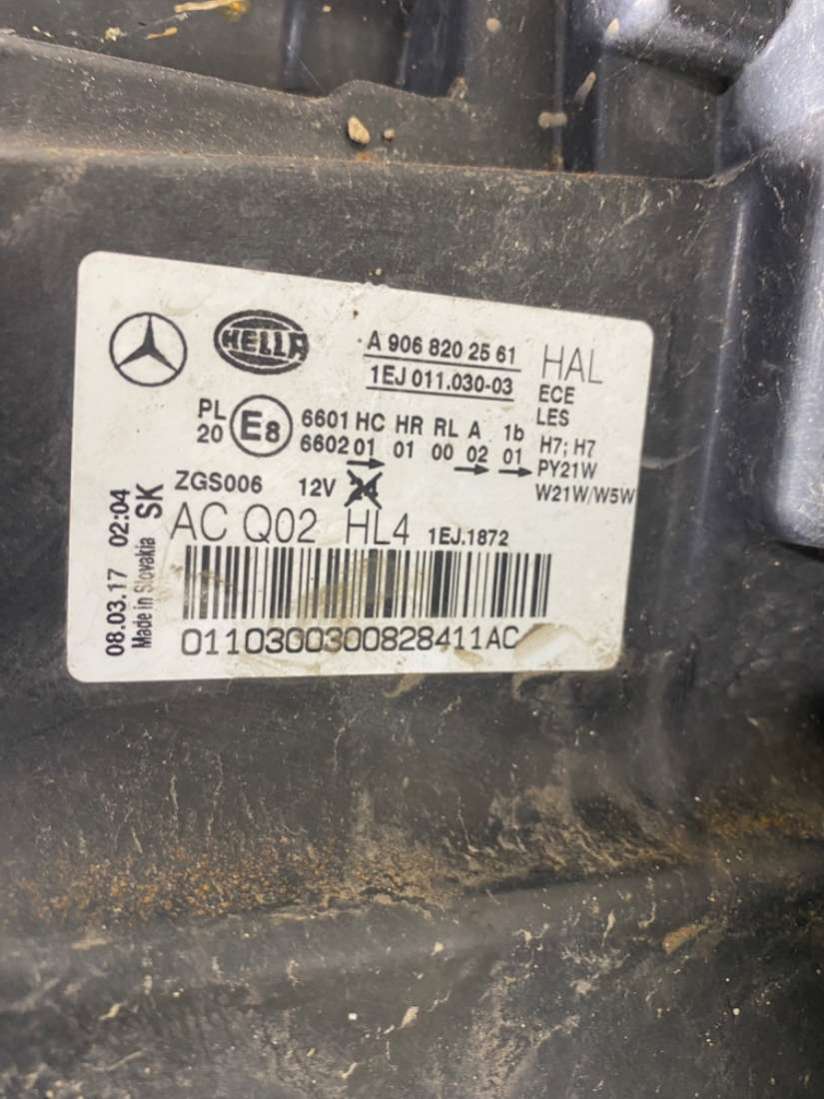 HELLA
A 906 820 25 61
1EJ 011.030-03
HAL
ECE
LES
PL
20
E8
6601 HC HR RL A 1b
6602 01 01 00 02 01
H7; H7
PY21W
W21W/W5W
ZGS006 12V 24
AC Q02 HL4 1EJ.1872
0110300300828411AC
08.03.17 02:04
Made in Slovakia SK